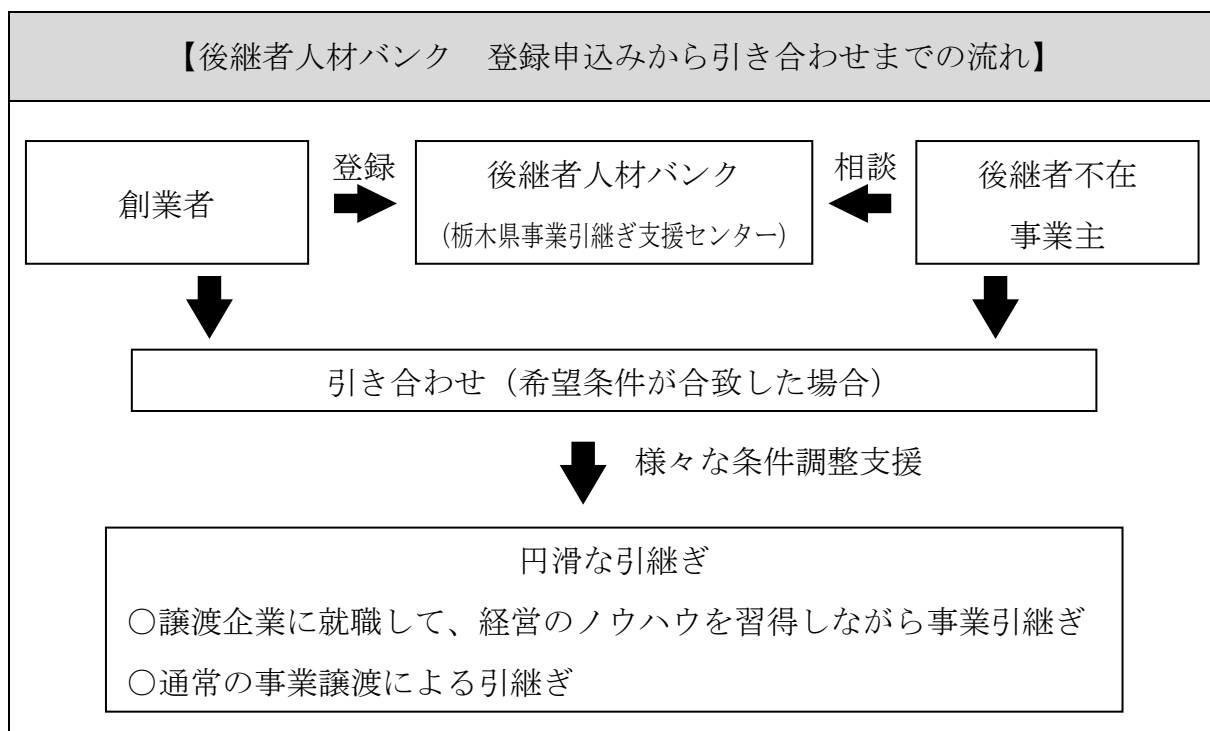 【後継者人材バンク　登録申込みから引き合わせまでの流れ】
創業者
登録
後継者人材バンク
（栃木県事業引継ぎ支援センター）
相談
後継者不在
事業主
引き合わせ（希望条件が合致した場合）
様々な条件調整支援
円滑な引継ぎ
○譲渡企業に就職して、経営のノウハウを習得しながら事業引継ぎ
○通常の事業譲渡による引継ぎ